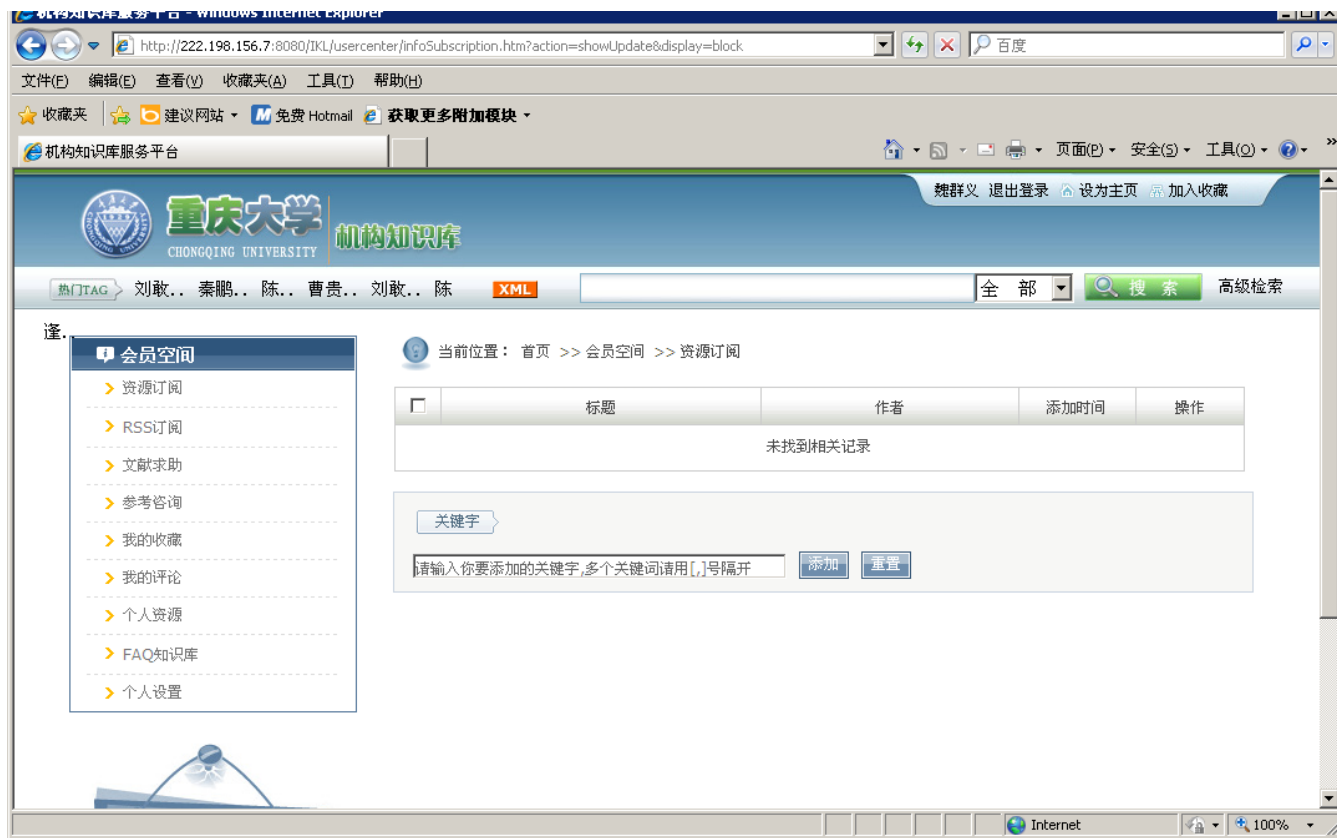 机构知识库服务平台 - Windows Internet Explorer
http://222.198.156.7:8080/IKL/usercenter/infoSubscription.htm?action=showUpdate&display=block
百度
文件(F) 编辑(E) 查看(V) 收藏夹(A) 工具(T) 帮助(H)
收藏夹 建议网站 免费 Hotmail 获取更多附加模块
机构知识库服务平台 页面(P) 安全(S) 工具(O) »
魏群义 退出登录 设为主页 加入收藏
重庆大学 机构知识库
CHONGQING UNIVERSITY
热门TAG 刘敢.. 秦鹏.. 陈.. 曹贵.. 刘敢.. 陈 XML 全 部 搜 索 高级检索
逢..
会员空间
当前位置： 首页 >> 会员空间 >> 资源订阅
资源订阅
RSS订阅
文献求助
参考咨询
我的收藏
我的评论
个人资源
FAQ知识库
个人设置
标题 作者 添加时间 操作
未找到相关记录
关键字
请输入你要添加的关键字,多个关键词请用[,]号隔开 添加 重置
Internet 100%